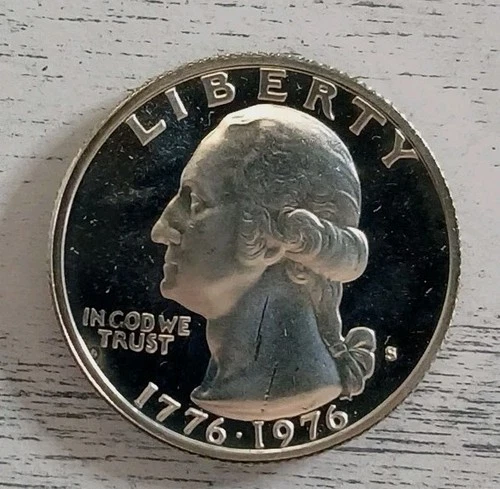 LIBERTY
IN GOD WE
TRUST
S
1776·1976